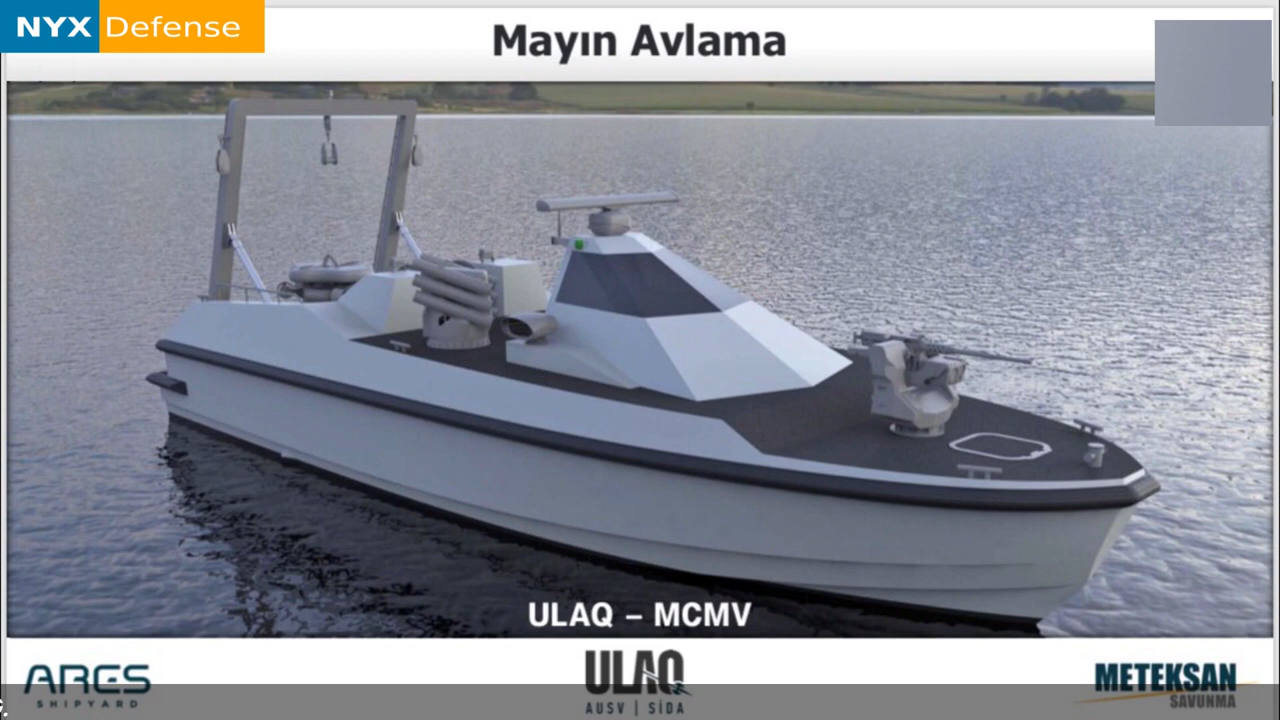 NYX Defense
Mayın Avlama
ULAQ – MCMV
ARES
SHIPYARD
ULAQ
AUSV | SİDA
METEKSAN
SAVUNMA